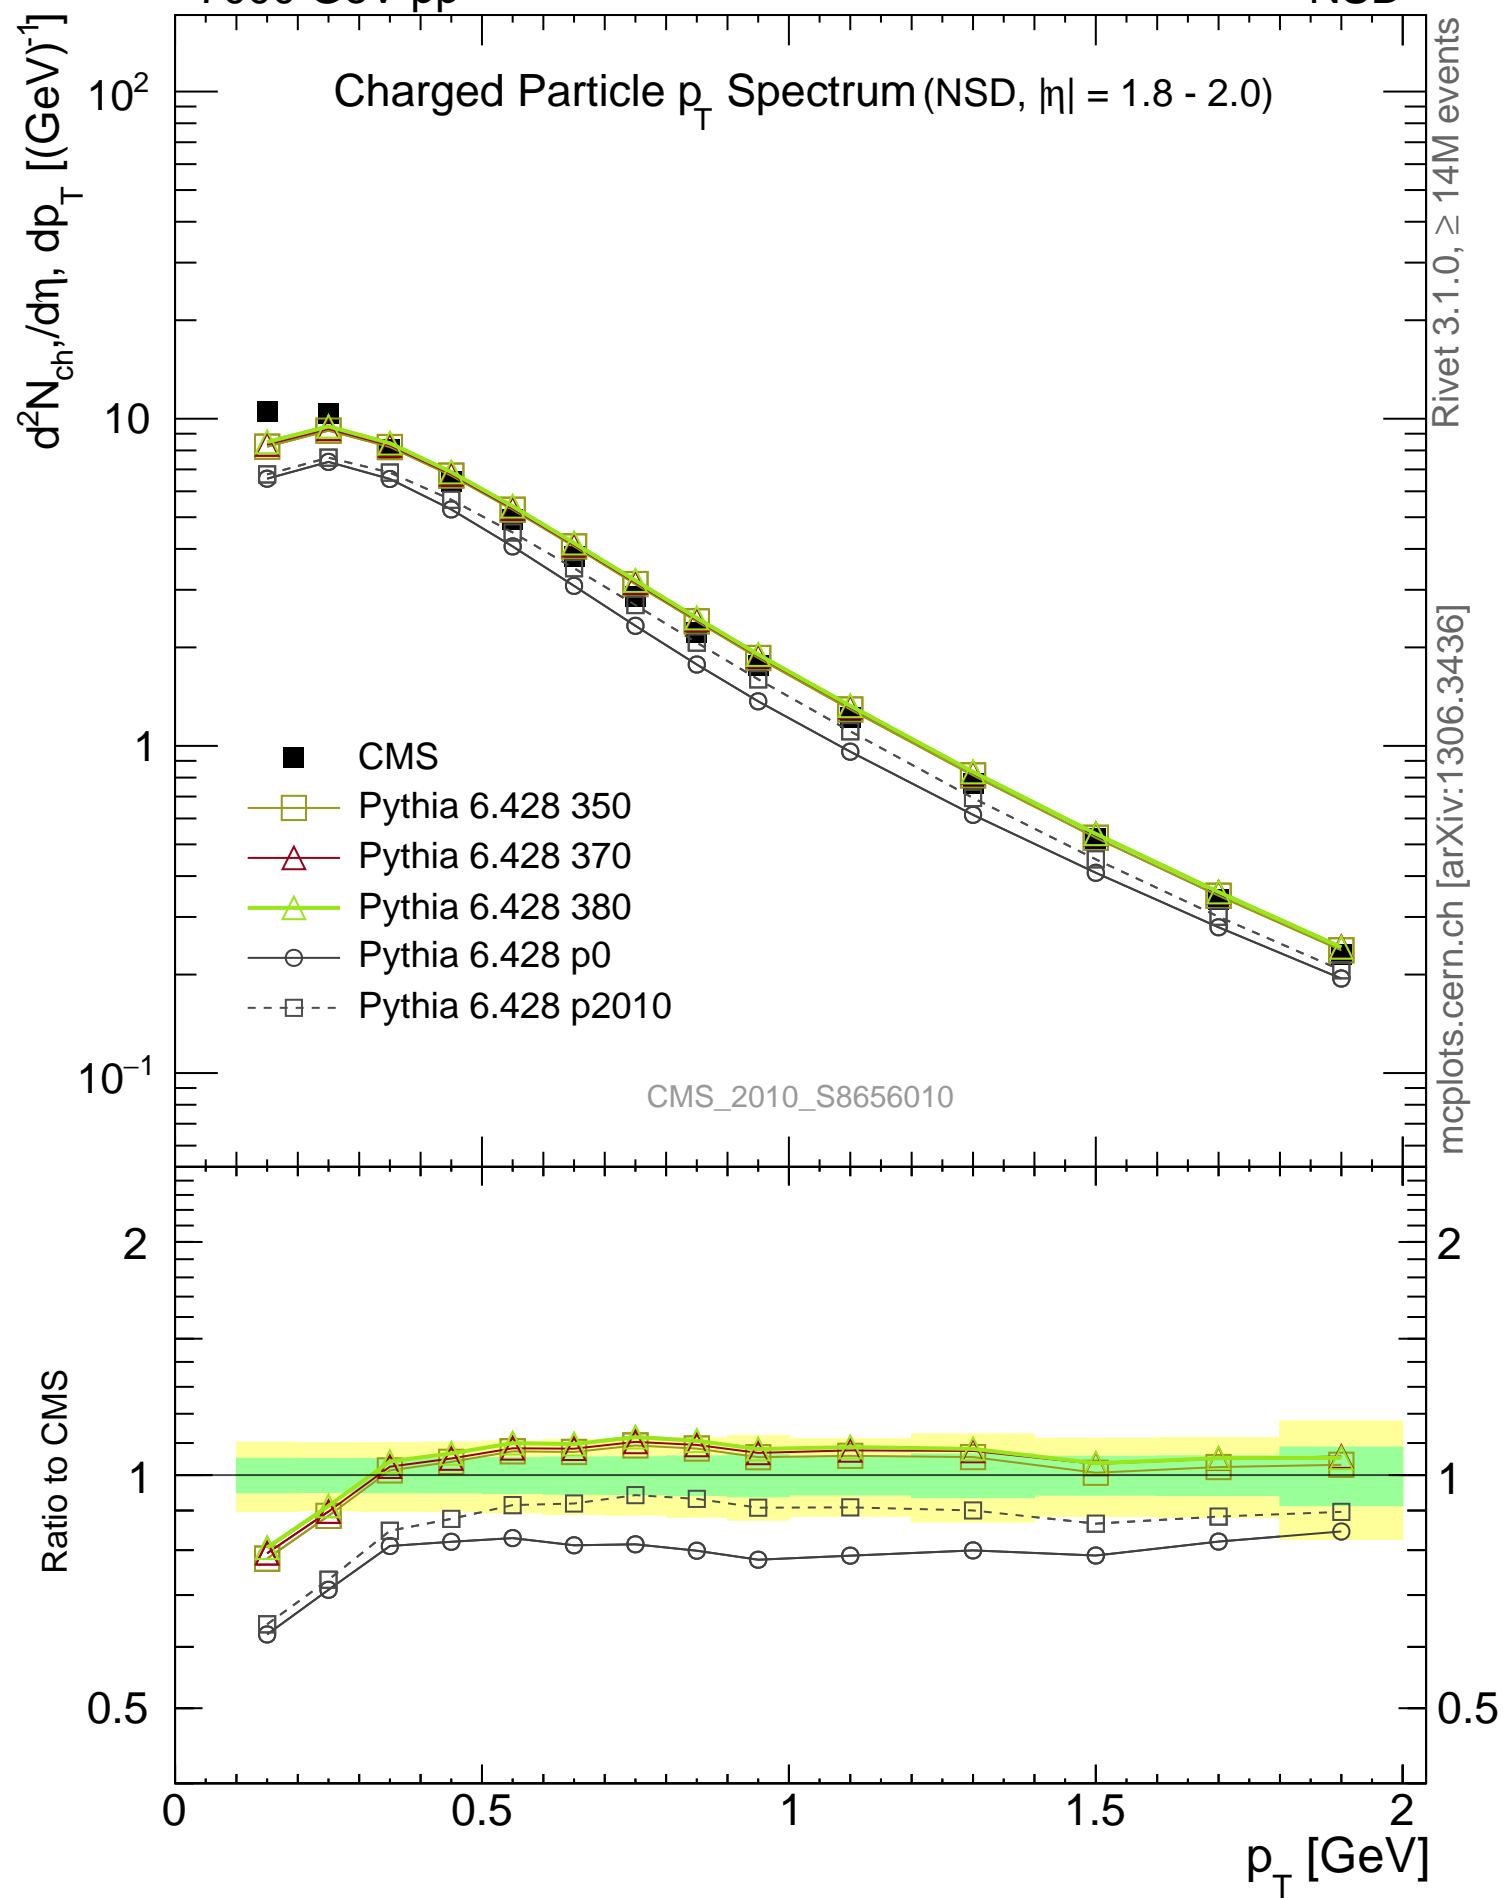 Charged Particle p_T Spectrum (NSD, |η| = 1.8 - 2.0)
d²N_ch,/dη, dp_T [(GeV)⁻¹]
10²
10
1
10⁻¹
CMS
Pythia 6.428 350
Pythia 6.428 370
Pythia 6.428 380
Pythia 6.428 p0
Pythia 6.428 p2010
CMS_2010_S8656010
Rivet 3.1.0, ≥ 14M events
mcplots.cern.ch [arXiv:1306.3436]
Ratio to CMS
2
1
0.5
2
1
0.5
0 0.5 1 1.5 2
p_T [GeV]